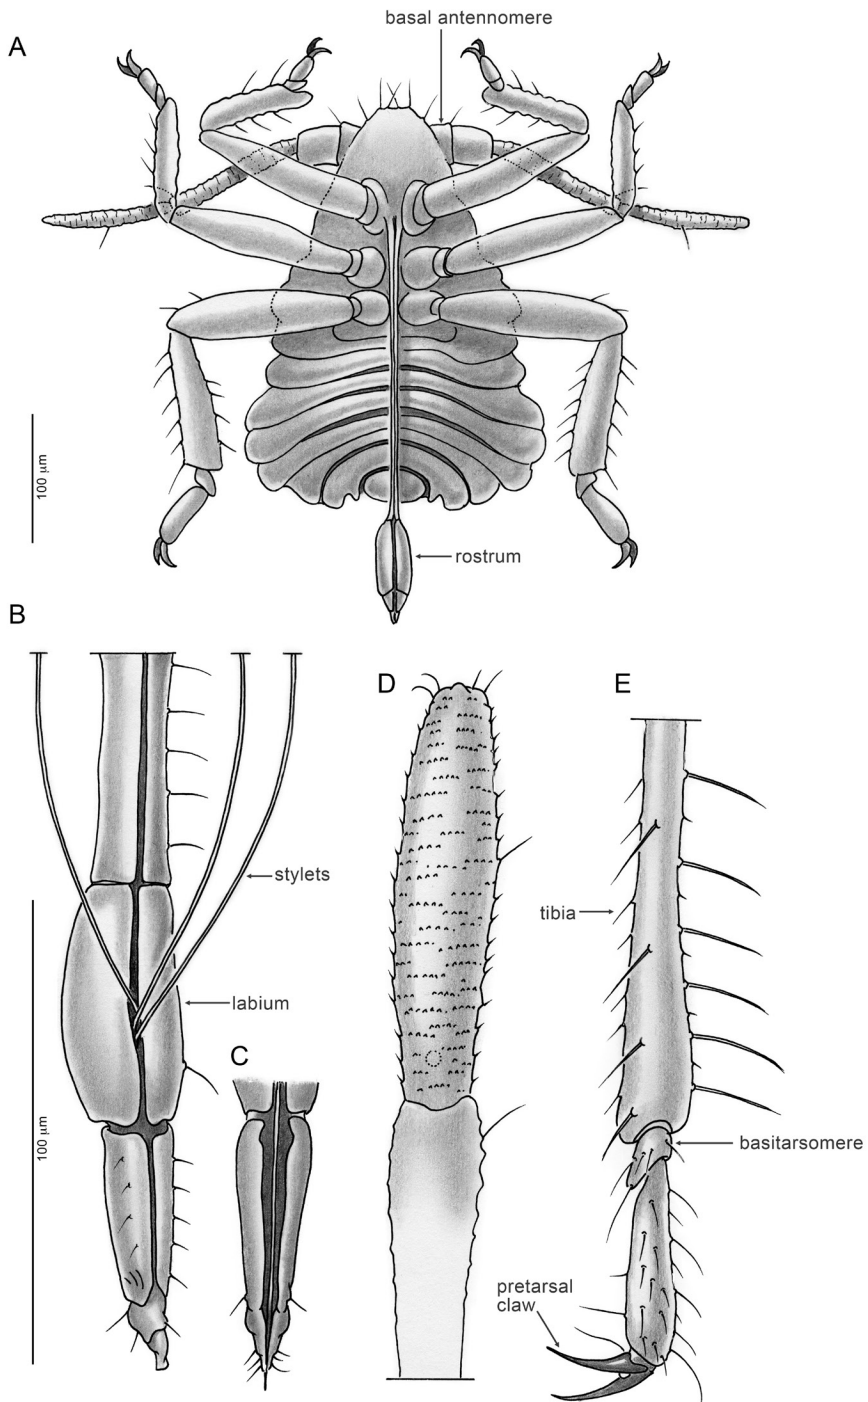 basal antennomere
A
100 µm
rostrum
B
D
E
stylets
tibia
labium
C
100 µm
basitarsomere
pretarsal
claw